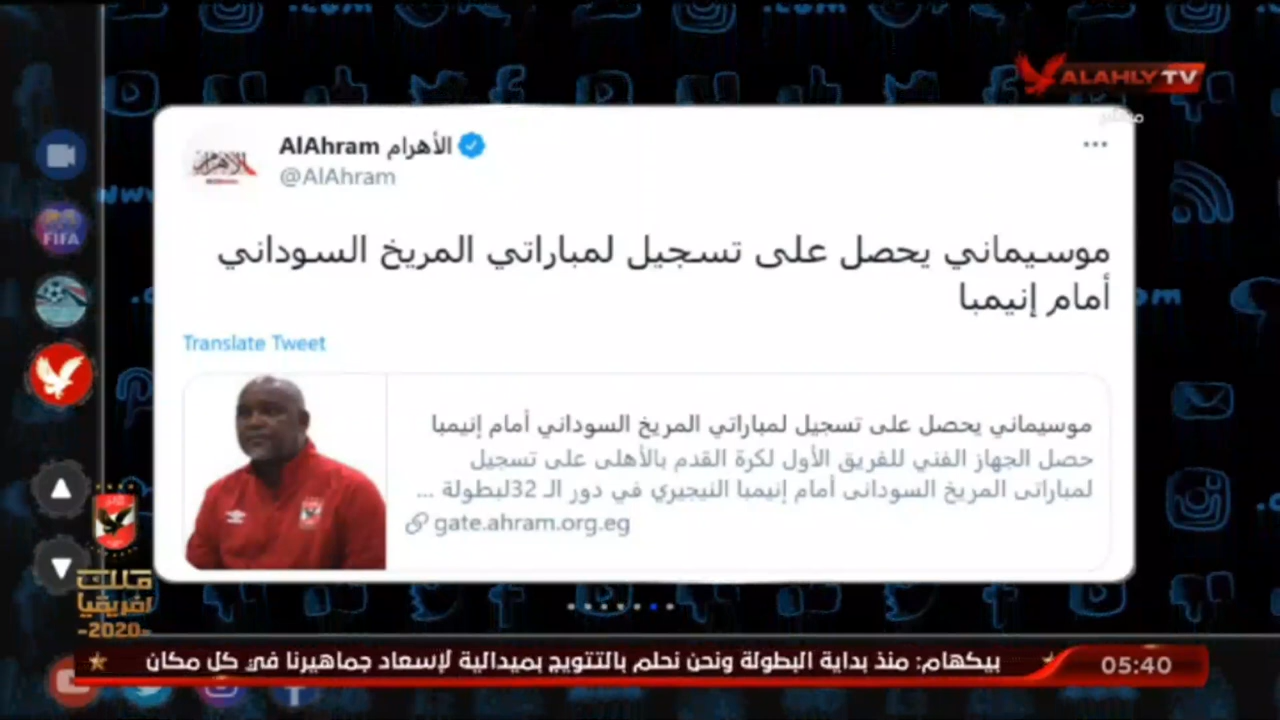 ALAHLY TV
مباشر
AlAhram الأهرام
@AlAhram
موسيماني يحصل على تسجيل لمباراتي المريخ السوداني
أمام إنيمبا
Translate Tweet
موسيماني يحصل على تسجيل لمباراتي المريخ السوداني أمام إنيمبا
حصل الجهاز الفني للفريق الأول لكرة القدم بالأهلى على تسجيل
لمباراتى المريخ السودانى أمام إنيمبا النيجيري في دور الـ 32لبطولة ...
gate.ahram.org.eg
FIFA
ملك
افريقيا
-2020-
بيكهام: منذ بداية البطولة ونحن نحلم بالتتويج بميدالية لإسعاد جماهيرنا في كل مكان
05:40